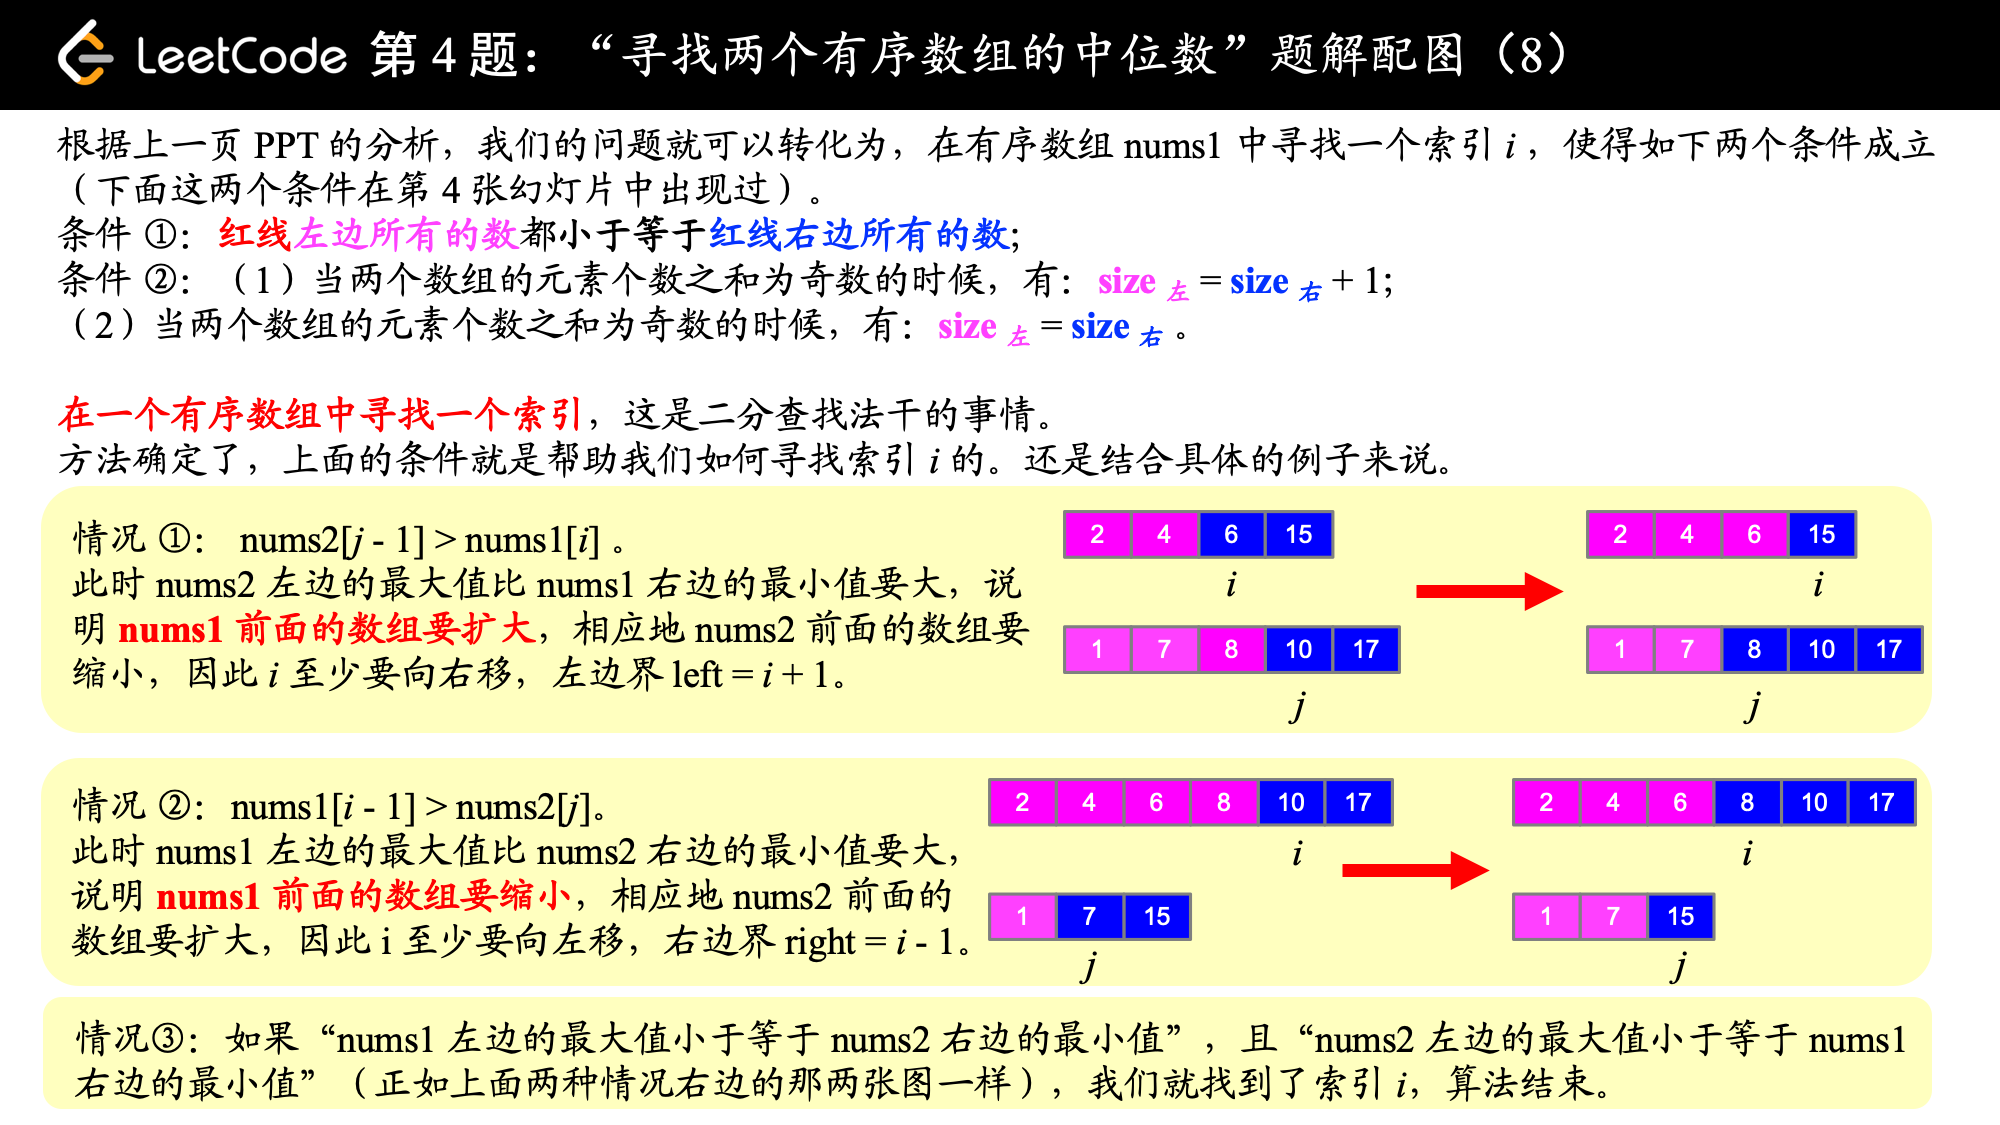 LeetCode 第 4 题：“寻找两个有序数组的中位数”题解配图（8）
根据上一页 PPT 的分析，我们的问题就可以转化为，在有序数组 nums1 中寻找一个索引 i，使得如下两个条件成立
（下面这两个条件在第 4 张幻灯片中出现过）。
条件 ①：红线左边所有的数都小于等于红线右边所有的数;
条件 ②：（1）当两个数组的元素个数之和为奇数的时候，有：size 左 = size 右 + 1;
（2）当两个数组的元素个数之和为奇数的时候，有：size 左 = size 右 。
在一个有序数组中寻找一个索引，这是二分查找法干的事情。
方法确定了，上面的条件就是帮助我们如何寻找索引 i 的。还是结合具体的例子来说。
情况 ①： nums2[j - 1] > nums1[i] 。
此时 nums2 左边的最大值比 nums1 右边的最小值要大，说
明 nums1 前面的数组要扩大，相应地 nums2 前面的数组要
缩小，因此 i 至少要向右移，左边界 left = i + 1。
2 4 6 15
i
1 7 8 10 17
j
2 4 6 15
i
1 7 8 10 17
j
情况 ②：nums1[i - 1] > nums2[j]。
此时 nums1 左边的最大值比 nums2 右边的最小值要大，
说明 nums1 前面的数组要缩小，相应地 nums2 前面的
数组要扩大，因此 i 至少要向左移，右边界 right = i - 1。
2 4 6 8 10 17
i
1 7 15
j
2 4 6 8 10 17
i
1 7 15
j
情况③：如果“nums1 左边的最大值小于等于 nums2 右边的最小值”，且“nums2 左边的最大值小于等于 nums1
右边的最小值”（正如上面两种情况右边的那两张图一样），我们就找到了索引 i，算法结束。